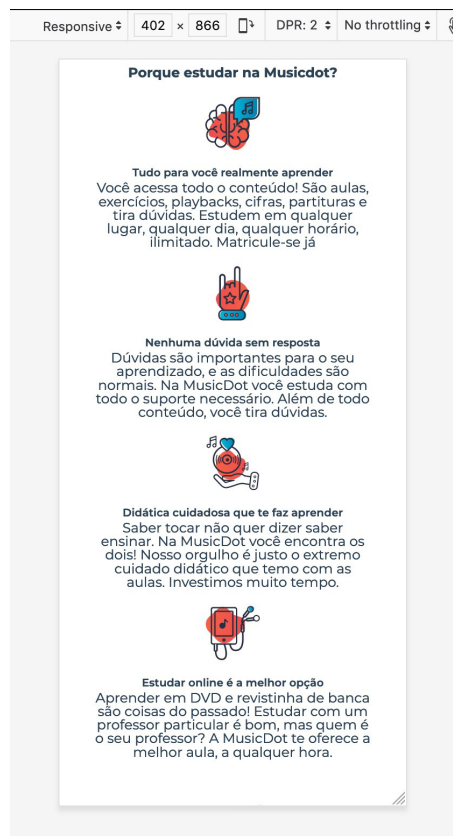 Responsive 402 × 866 DPR: 2 No throttling
Porque estudar na Musicdot?
Tudo para você realmente aprender
Você acessa todo o conteúdo! São aulas,
exercícios, playbacks, cifras, partituras e
tira dúvidas. Estudem em qualquer
lugar, qualquer dia, qualquer horário,
ilimitado. Matricule-se já
Nenhuma dúvida sem resposta
Dúvidas são importantes para o seu
aprendizado, e as dificuldades são
normais. Na MusicDot você estuda com
todo o suporte necessário. Além de todo
conteúdo, você tira dúvidas.
Didática cuidadosa que te faz aprender
Saber tocar não quer dizer saber
ensinar. Na MusicDot você encontra os
dois! Nosso orgulho é justo o extremo
cuidado didático que temo com as
aulas. Investimos muito tempo.
Estudar online é a melhor opção
Aprender em DVD e revistinha de banca
são coisas do passado! Estudar com um
professor particular é bom, mas quem é
o seu professor? A MusicDot te oferece a
melhor aula, a qualquer hora.